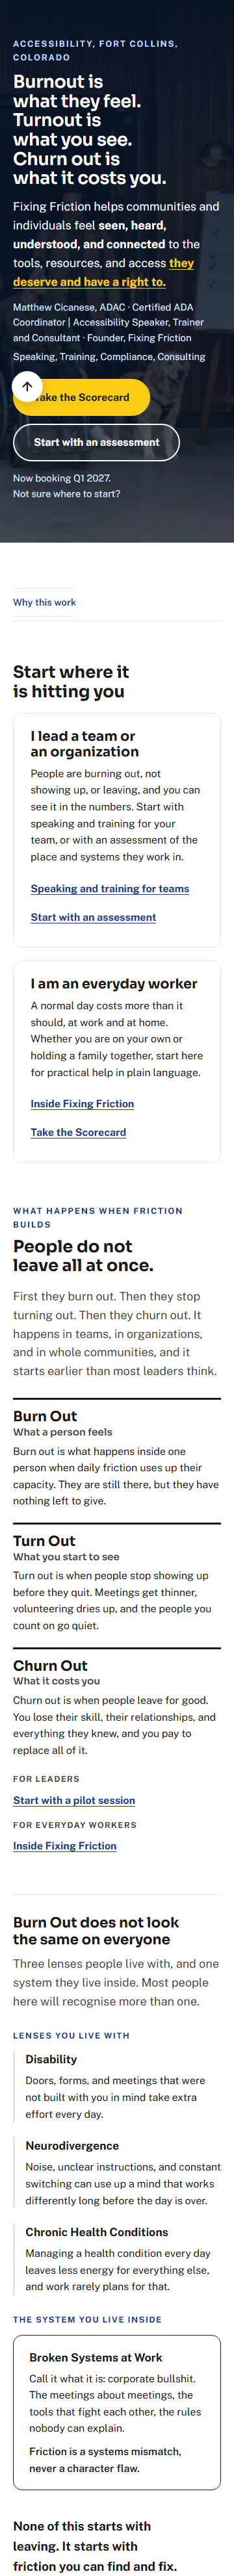 ACCESSIBILITY, FORT COLLINS,
COLORADO
Burnout is
what they feel.
Turnout is
what you see.
Churn out is
what it costs you.
Fixing Friction helps communities and
individuals feel seen, heard,
understood, and connected to the
tools, resources, and access they
deserve and have a right to.
Matthew Cicanese, ADAC · Certified ADA
Coordinator | Accessibility Speaker, Trainer
and Consultant · Founder, Fixing Friction
Speaking, Training, Compliance, Consulting
ake the Scorecard
Start with an assessment
Now booking Q1 2027.
Not sure where to start?
Why this work
Start where it
is hitting you
I lead a team or
an organization
People are burning out, not
showing up, or leaving, and you can
see it in the numbers. Start with
speaking and training for your
team, or with an assessment of the
place and systems they work in.
Speaking and training for teams
Start with an assessment
I am an everyday worker
A normal day costs more than it
should, at work and at home.
Whether you are on your own or
holding a family together, start here
for practical help in plain language.
Inside Fixing Friction
Take the Scorecard
WHAT HAPPENS WHEN FRICTION
BUILDS
People do not
leave all at once.
First they burn out. Then they stop
turning out. Then they churn out. It
happens in teams, in organizations,
and in whole communities, and it
starts earlier than most leaders think.
Burn Out
What a person feels
Burn out is what happens inside one
person when daily friction uses up their
capacity. They are still there, but they have
nothing left to give.
Turn Out
What you start to see
Turn out is when people stop showing up
before they quit. Meetings get thinner,
volunteering dries up, and the people you
count on go quiet.
Churn Out
What it costs you
Churn out is when people leave for good.
You lose their skill, their relationships, and
everything they knew, and you pay to
replace all of it.
FOR LEADERS
Start with a pilot session
FOR EVERYDAY WORKERS
Inside Fixing Friction
Burn Out does not look
the same on everyone
Three lenses people live with, and one
system they live inside. Most people
here will recognise more than one.
LENSES YOU LIVE WITH
Disability
Doors, forms, and meetings that were
not built with you in mind take extra
effort every day.
Neurodivergence
Noise, unclear instructions, and constant
switching can use up a mind that works
differently long before the day is over.
Chronic Health Conditions
Managing a health condition every day
leaves less energy for everything else,
and work rarely plans for that.
THE SYSTEM YOU LIVE INSIDE
Broken Systems at Work
Call it what it is: corporate bullshit.
The meetings about meetings, the
tools that fight each other, the rules
nobody can explain.
Friction is a systems mismatch,
never a character flaw.
None of this starts with
leaving. It starts with
friction you can find and fix.